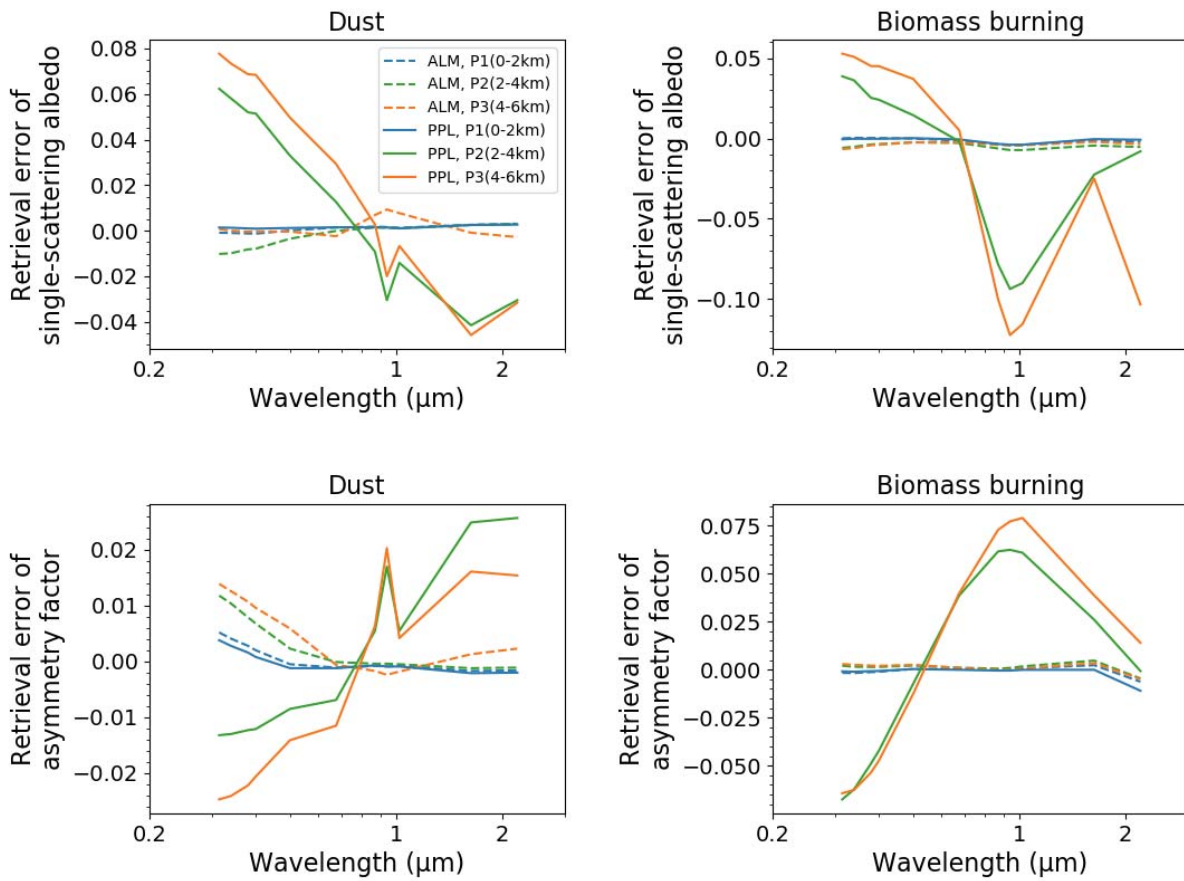 Dust
Retrieval error of
single-scattering albedo
0.08
0.06
0.04
0.02
0.00
−0.02
−0.04
ALM, P1(0-2km)
ALM, P2(2-4km)
ALM, P3(4-6km)
PPL, P1(0-2km)
PPL, P2(2-4km)
PPL, P3(4-6km)
0.2
1
2
Wavelength (μm)
Biomass burning
Retrieval error of
single-scattering albedo
0.05
0.00
−0.05
−0.10
0.2
1
2
Wavelength (μm)
Dust
Retrieval error of
asymmetry factor
0.02
0.01
0.00
−0.01
−0.02
0.2
1
2
Wavelength (μm)
Biomass burning
Retrieval error of
asymmetry factor
0.075
0.050
0.025
0.000
−0.025
−0.050
0.2
1
2
Wavelength (μm)